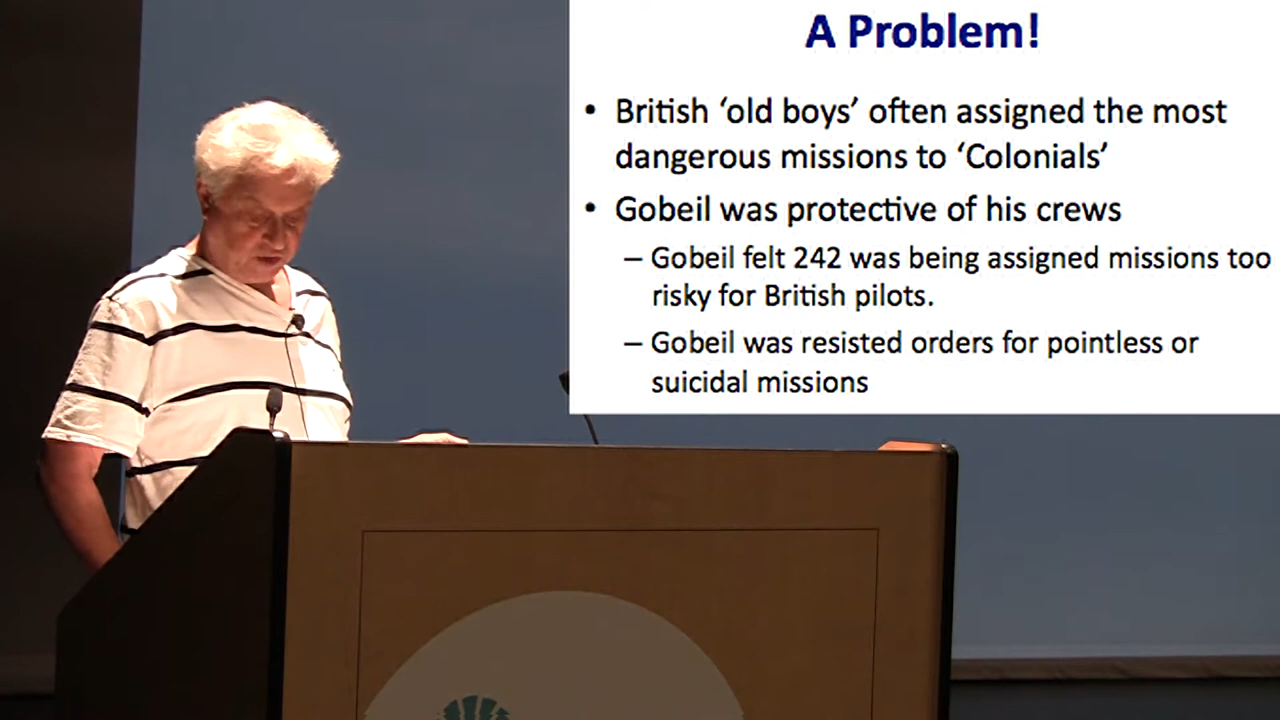 A Problem!
• British ‘old boys’ often assigned the most
dangerous missions to ‘Colonials’
• Gobeil was protective of his crews
– Gobeil felt 242 was being assigned missions too
risky for British pilots.
– Gobeil was resisted orders for pointless or
suicidal missions